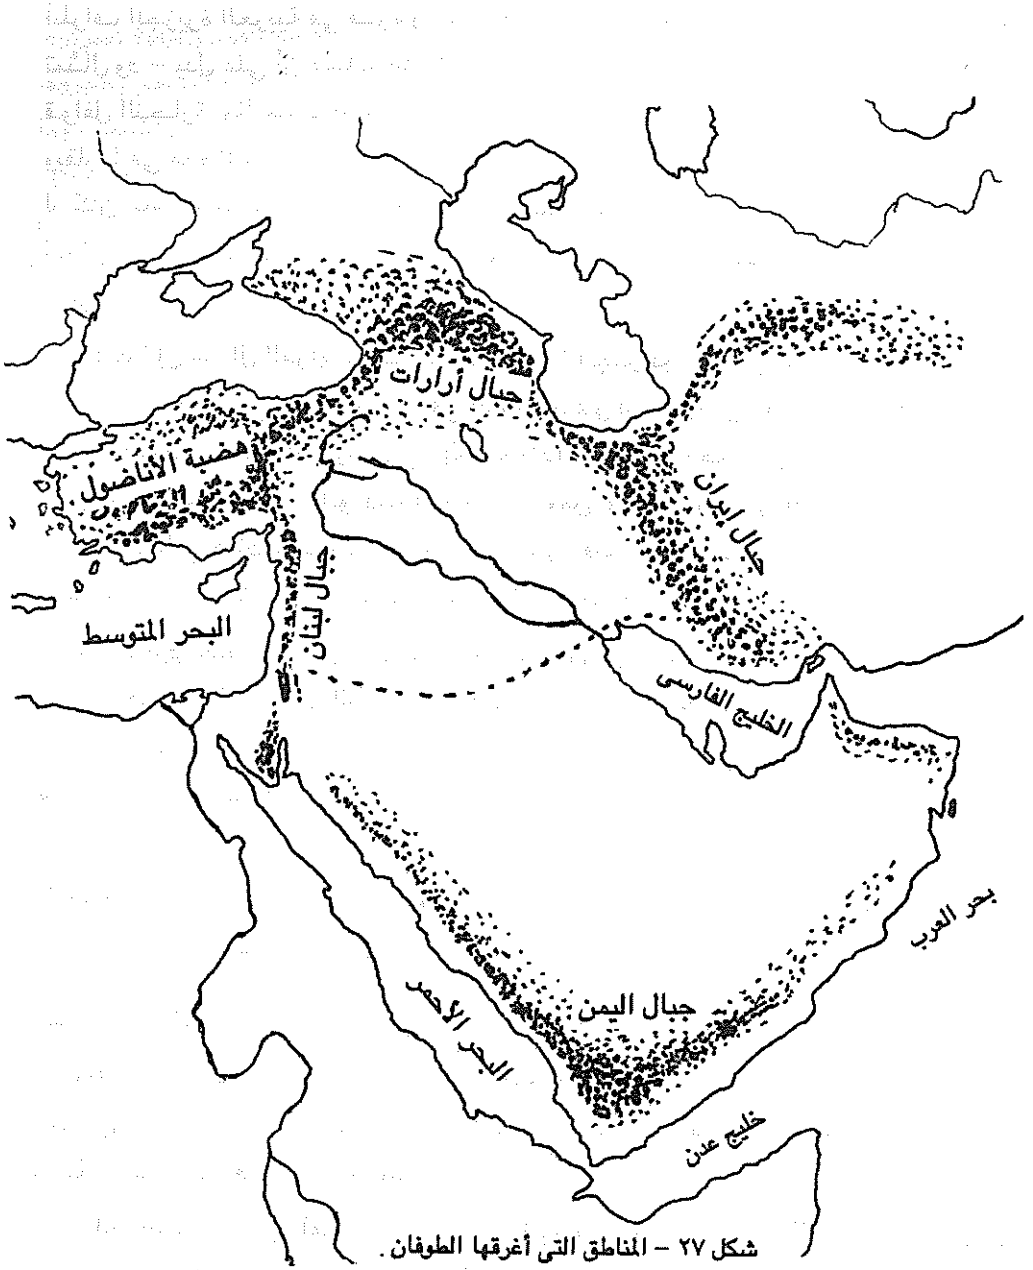 جبال أرارات
هضبة الأناضول
جبال ايران
جبال لبنان
البحر المتوسط
الخليج الفارسى
بحر العرب
جبال اليمن
البحر الأحمر
خليج عدن
شكل ٢٧ – المناطق التى أغرقها الطوفان .